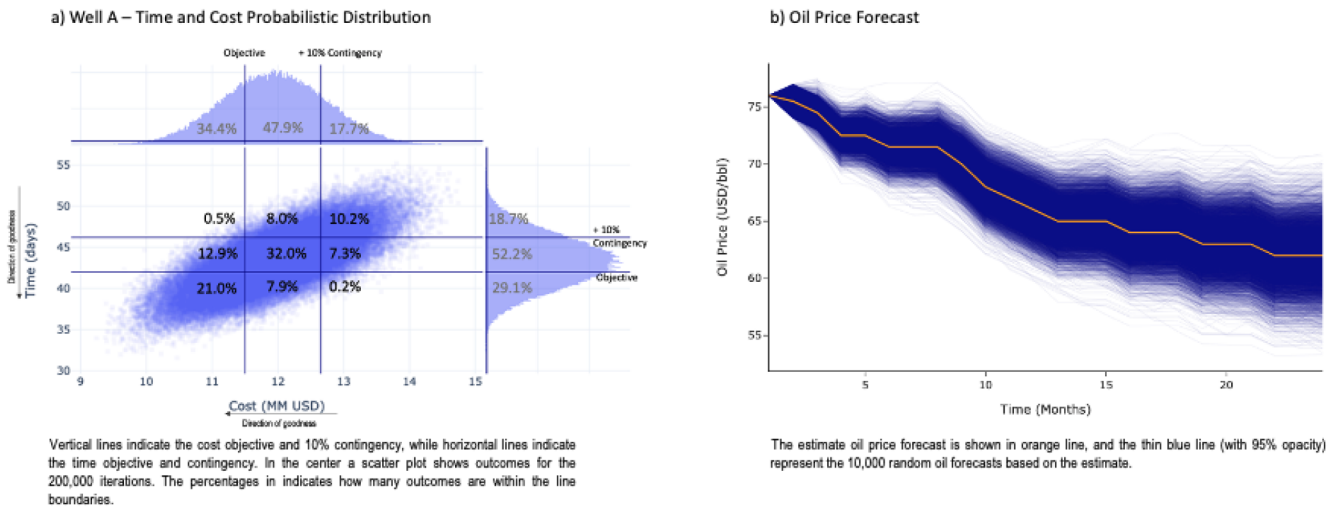 a) Well A – Time and Cost Probabilistic Distribution
Objective
+ 10% Contingency
34.4%
47.9%
17.7%
55
50
45
40
35
30
Time (days)
Direction of goodness
0.5%
8.0%
10.2%
12.9%
32.0%
7.3%
21.0%
7.9%
0.2%
18.7%
52.2%
29.1%
+ 10%
Contingency
Objective
9
10
11
12
13
14
15
Cost (MM USD)
Direction of goodness
Vertical lines indicate the cost objective and 10% contingency, while horizontal lines indicate
the time objective and contingency. In the center a scatter plot shows outcomes for the
200,000 iterations. The percentages in indicates how many outcomes are within the line
boundaries.
b) Oil Price Forecast
75
70
65
60
55
Oil Price (USD/bbl)
5
10
15
20
Time (Months)
The estimate oil price forecast is shown in orange line, and the thin blue line (with 95% opacity)
represent the 10,000 random oil forecasts based on the estimate.